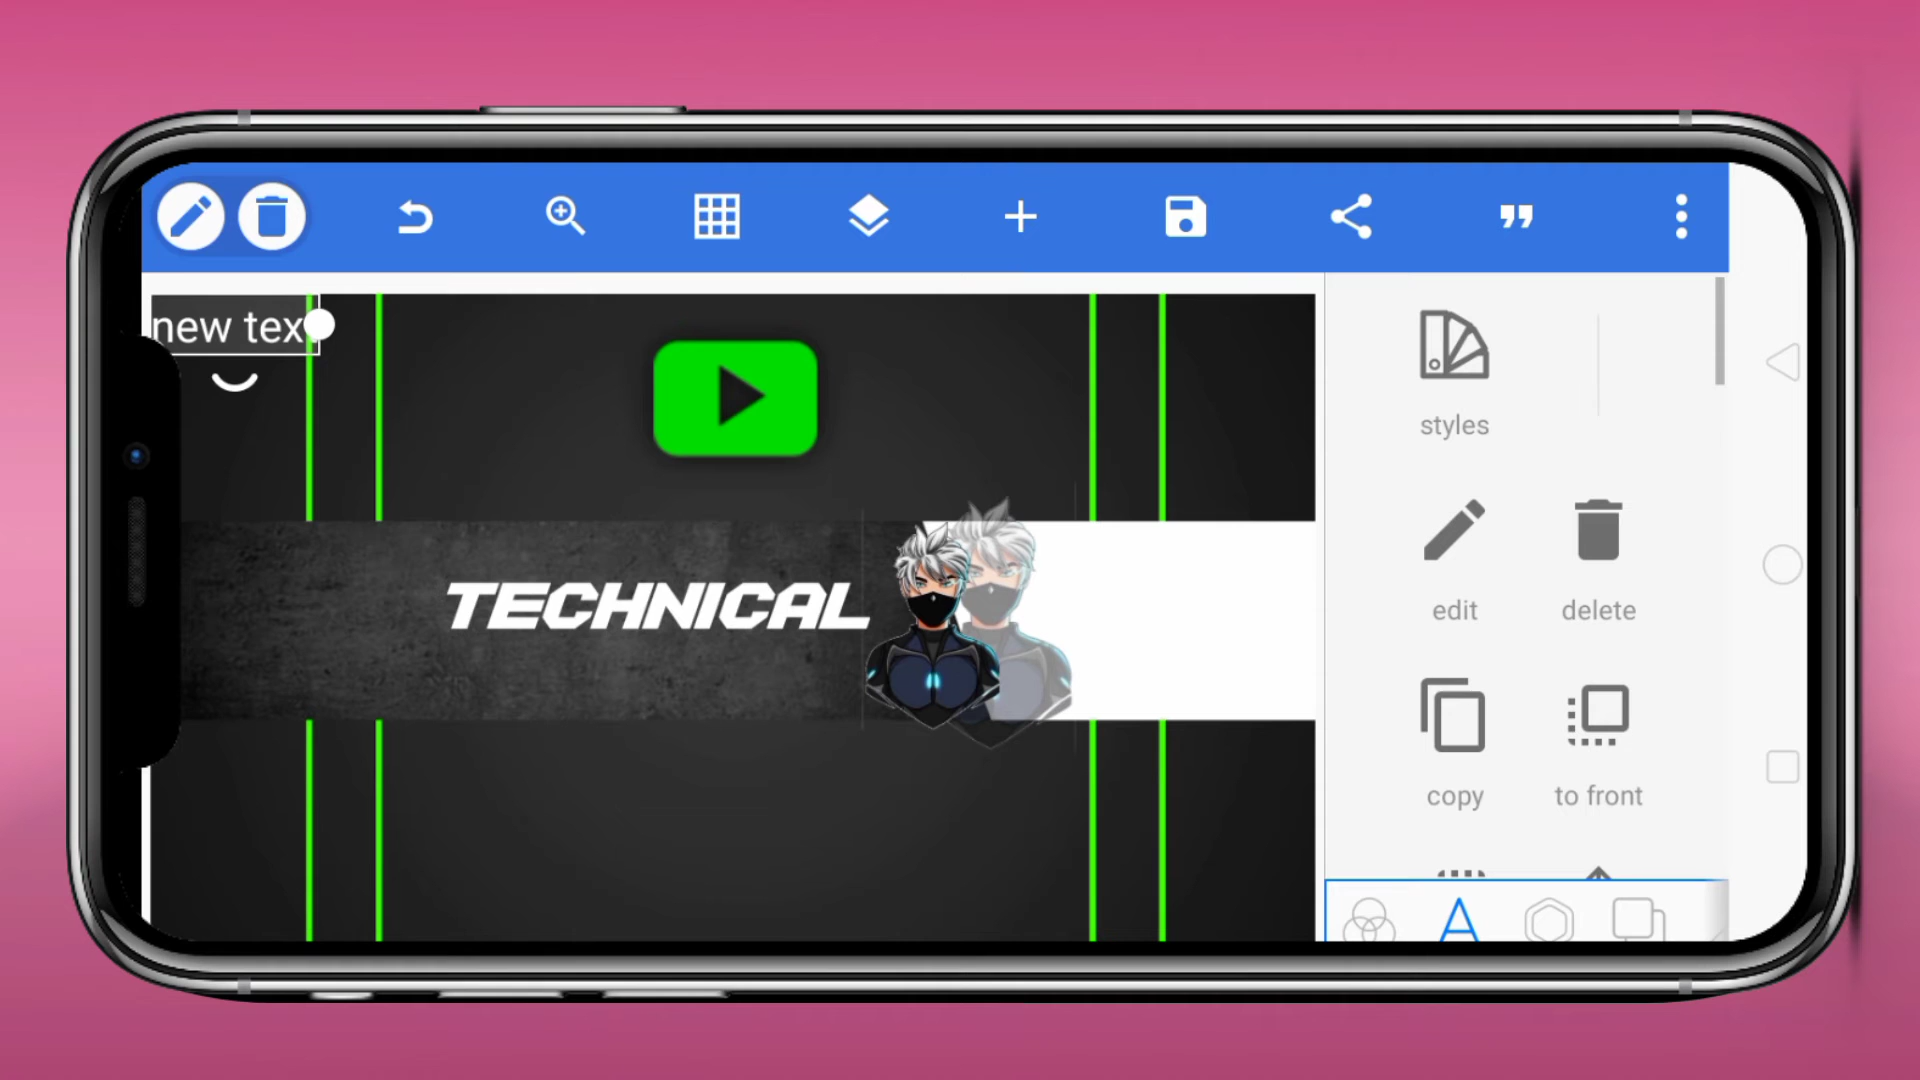 new tex
TECHNICAL
styles
edit
delete
copy
to front
A